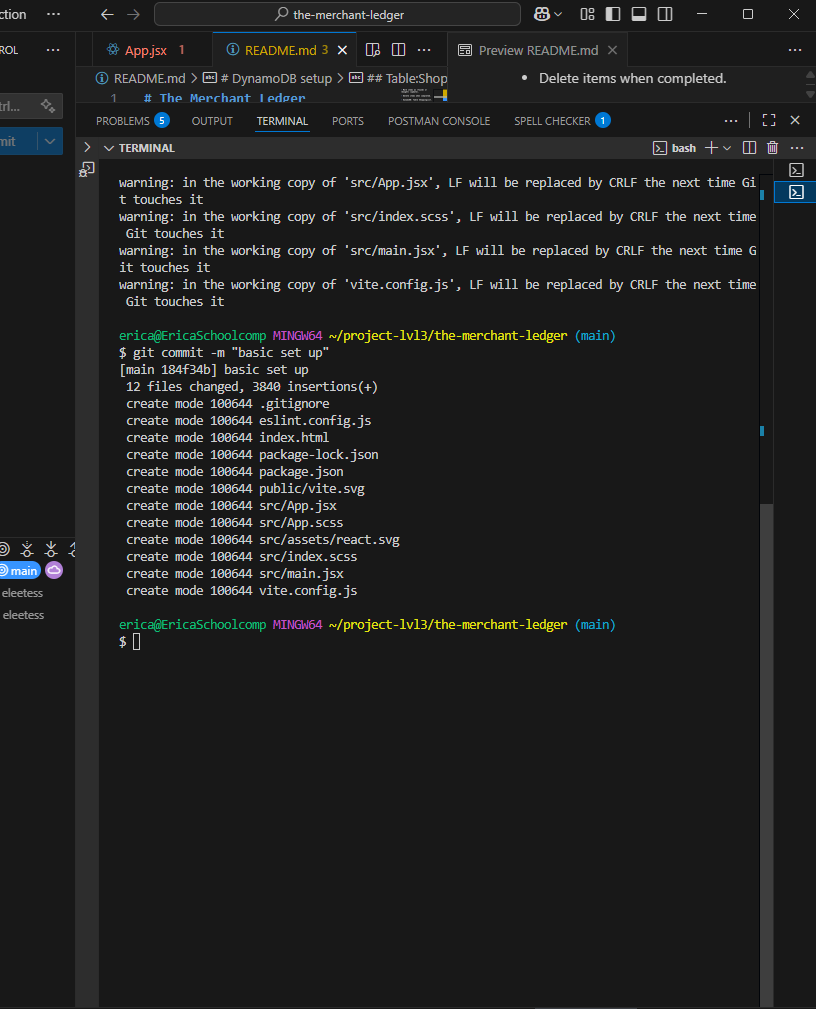 ction ··· the-merchant-ledger
ROL ··· App.jsx 1 README.md 3 ··· Preview README.md ···
README.md > # DynamoDB setup > ## Table:Shop
• Delete items when completed.
1 # The Merchant Ledger
PROBLEMS 5 OUTPUT TERMINAL PORTS POSTMAN CONSOLE SPELL CHECKER 1 ···
TERMINAL bash ···
trl...
mit
warning: in the working copy of 'src/App.jsx', LF will be replaced by CRLF the next time Gi
t touches it
warning: in the working copy of 'src/index.scss', LF will be replaced by CRLF the next time
 Git touches it
warning: in the working copy of 'src/main.jsx', LF will be replaced by CRLF the next time G
it touches it
warning: in the working copy of 'vite.config.js', LF will be replaced by CRLF the next time
 Git touches it
erica@EricaSchoolcomp MINGW64 ~/project-lvl3/the-merchant-ledger (main)
$ git commit -m "basic set up"
[main 184f34b] basic set up
 12 files changed, 3840 insertions(+)
 create mode 100644 .gitignore
 create mode 100644 eslint.config.js
 create mode 100644 index.html
 create mode 100644 package-lock.json
 create mode 100644 package.json
 create mode 100644 public/vite.svg
 create mode 100644 src/App.jsx
 create mode 100644 src/App.scss
 create mode 100644 src/assets/react.svg
 create mode 100644 src/index.scss
 create mode 100644 src/main.jsx
 create mode 100644 vite.config.js
erica@EricaSchoolcomp MINGW64 ~/project-lvl3/the-merchant-ledger (main)
$
main
eleetess
eleetess